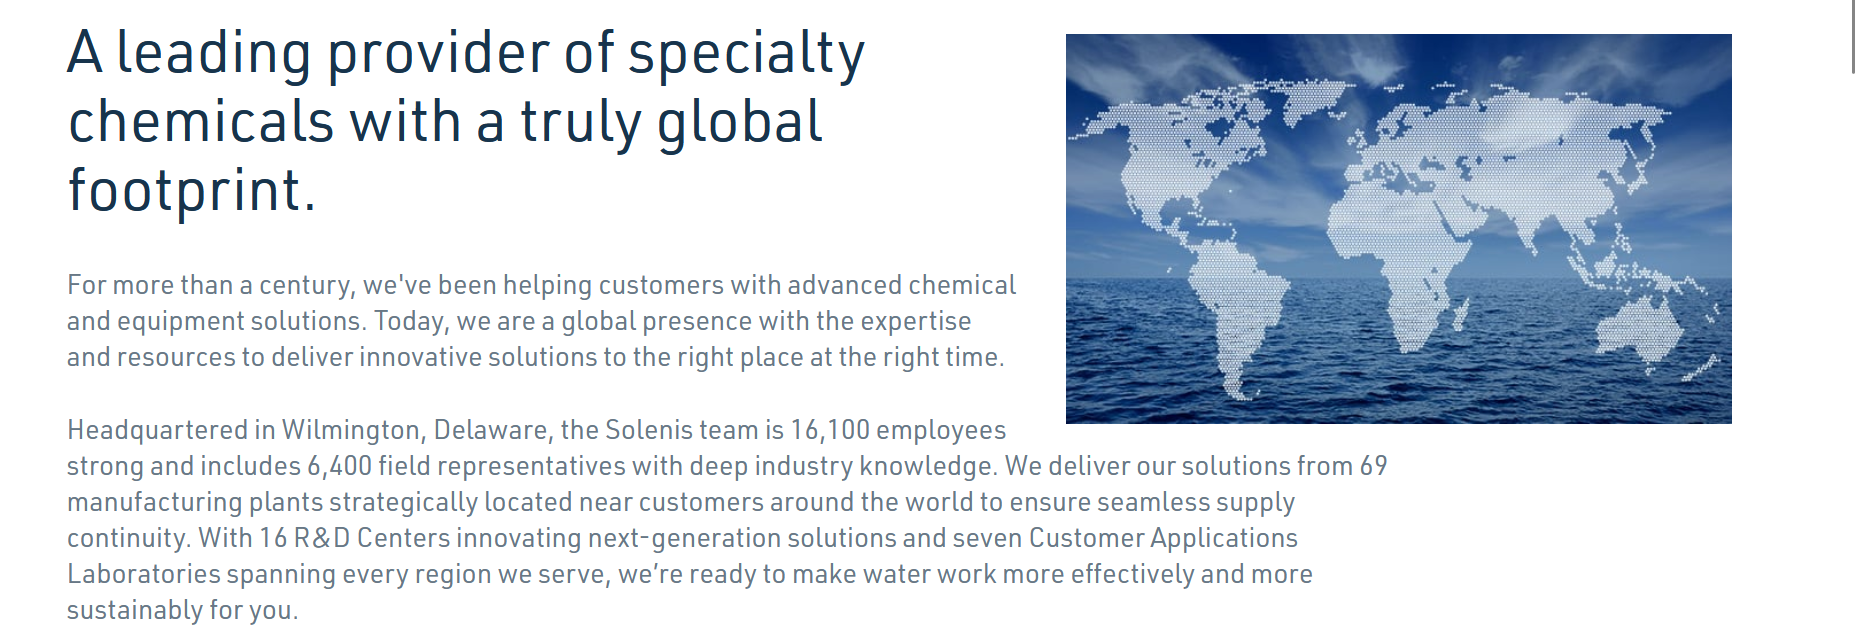 A leading provider of specialty
chemicals with a truly global
footprint.
For more than a century, we've been helping customers with advanced chemical
and equipment solutions. Today, we are a global presence with the expertise
and resources to deliver innovative solutions to the right place at the right time.
Headquartered in Wilmington, Delaware, the Solenis team is 16,100 employees
strong and includes 6,400 field representatives with deep industry knowledge. We deliver our solutions from 69
manufacturing plants strategically located near customers around the world to ensure seamless supply
continuity. With 16 R&D Centers innovating next-generation solutions and seven Customer Applications
Laboratories spanning every region we serve, we’re ready to make water work more effectively and more
sustainably for you.